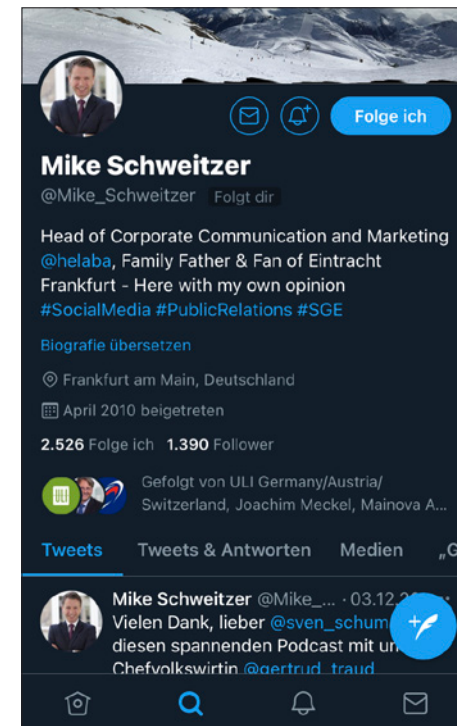 Folge ich
Mike Schweitzer
@Mike_Schweitzer Folgt dir
Head of Corporate Communication and Marketing
@helaba, Family Father & Fan of Eintracht
Frankfurt - Here with my own opinion
#SocialMedia #PublicRelations #SGE
Biografie übersetzen
Frankfurt am Main, Deutschland
April 2010 beigetreten
2.526 Folge ich 1.390 Follower
ULI
Gefolgt von ULI Germany/Austria/
Switzerland, Joachim Meckel, Mainova A...
Tweets Tweets & Antworten Medien „G
Mike Schweitzer @Mike_... · 03.12.
Vielen Dank, lieber @sven_schum
diesen spannenden Podcast mit
Chefvolkswirtin @gertrud_traud